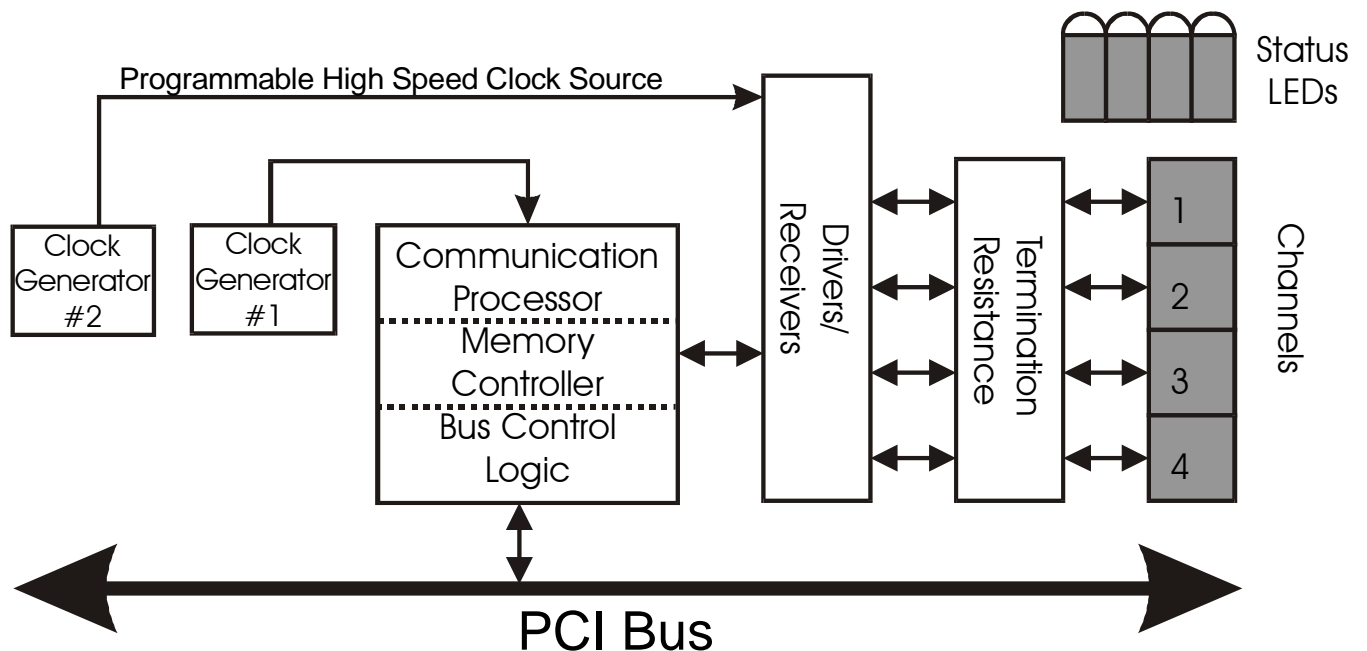 Status
LEDs
Programmable High Speed Clock Source
Clock
Generator
#2
Clock
Generator
#1
Communication
Processor
Memory
Controller
Bus Control
Logic
Drivers/
Receivers
Termination
Resistance
1
2
3
4
Channels
PCI Bus